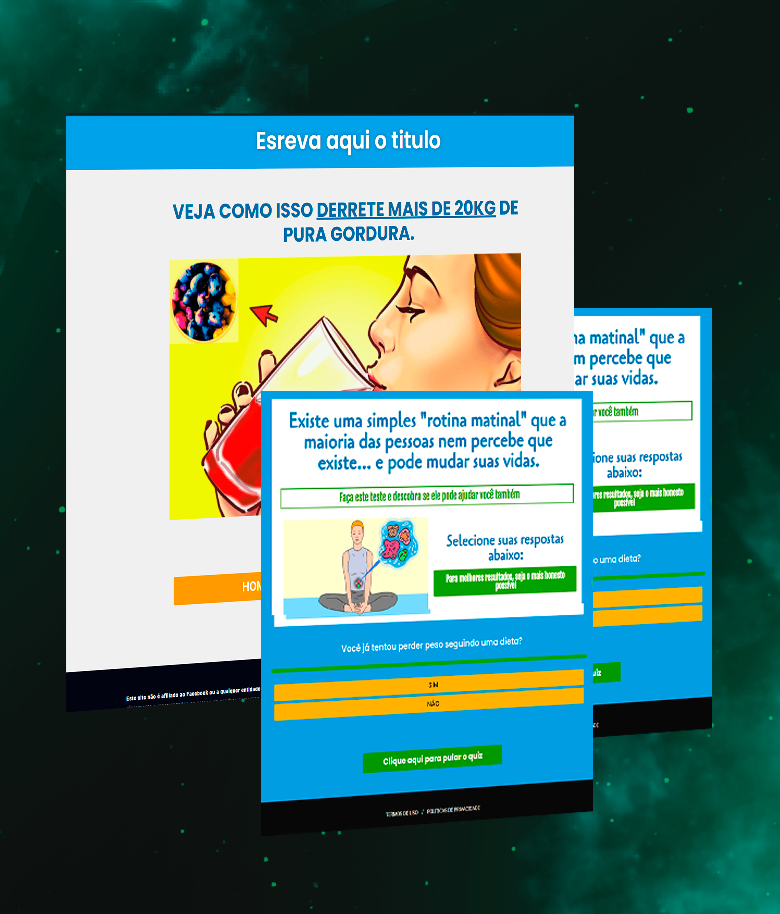 Esreva aqui o titulo
VEJA COMO ISSO DERRETE MAIS DE 20KG DE
PURA GORDURA.
HOM
Este site não é afiliado ao Facebook ou a qualquer entidade
Existe uma simples "rotina matinal" que a
maioria das pessoas nem percebe que
existe... e pode mudar suas vidas.
Faça este teste e descobra se ele pode ajudar você também
Selecione suas respostas
abaixo:
Para melhores resultados, seja o mais honesto
possível
Você já tentou perder peso seguindo uma dieta?
SIM
NÃO
Clique aqui para pular o quiz
TERMOS DE USO / POLITICAS DE PRIVACIDADE
na matinal" que a
m percebe que
ar suas vidas.
r você também
ione suas respostas
abaixo:
res resultados, seja o mais honesto
possível
o uma dieta?
uiz